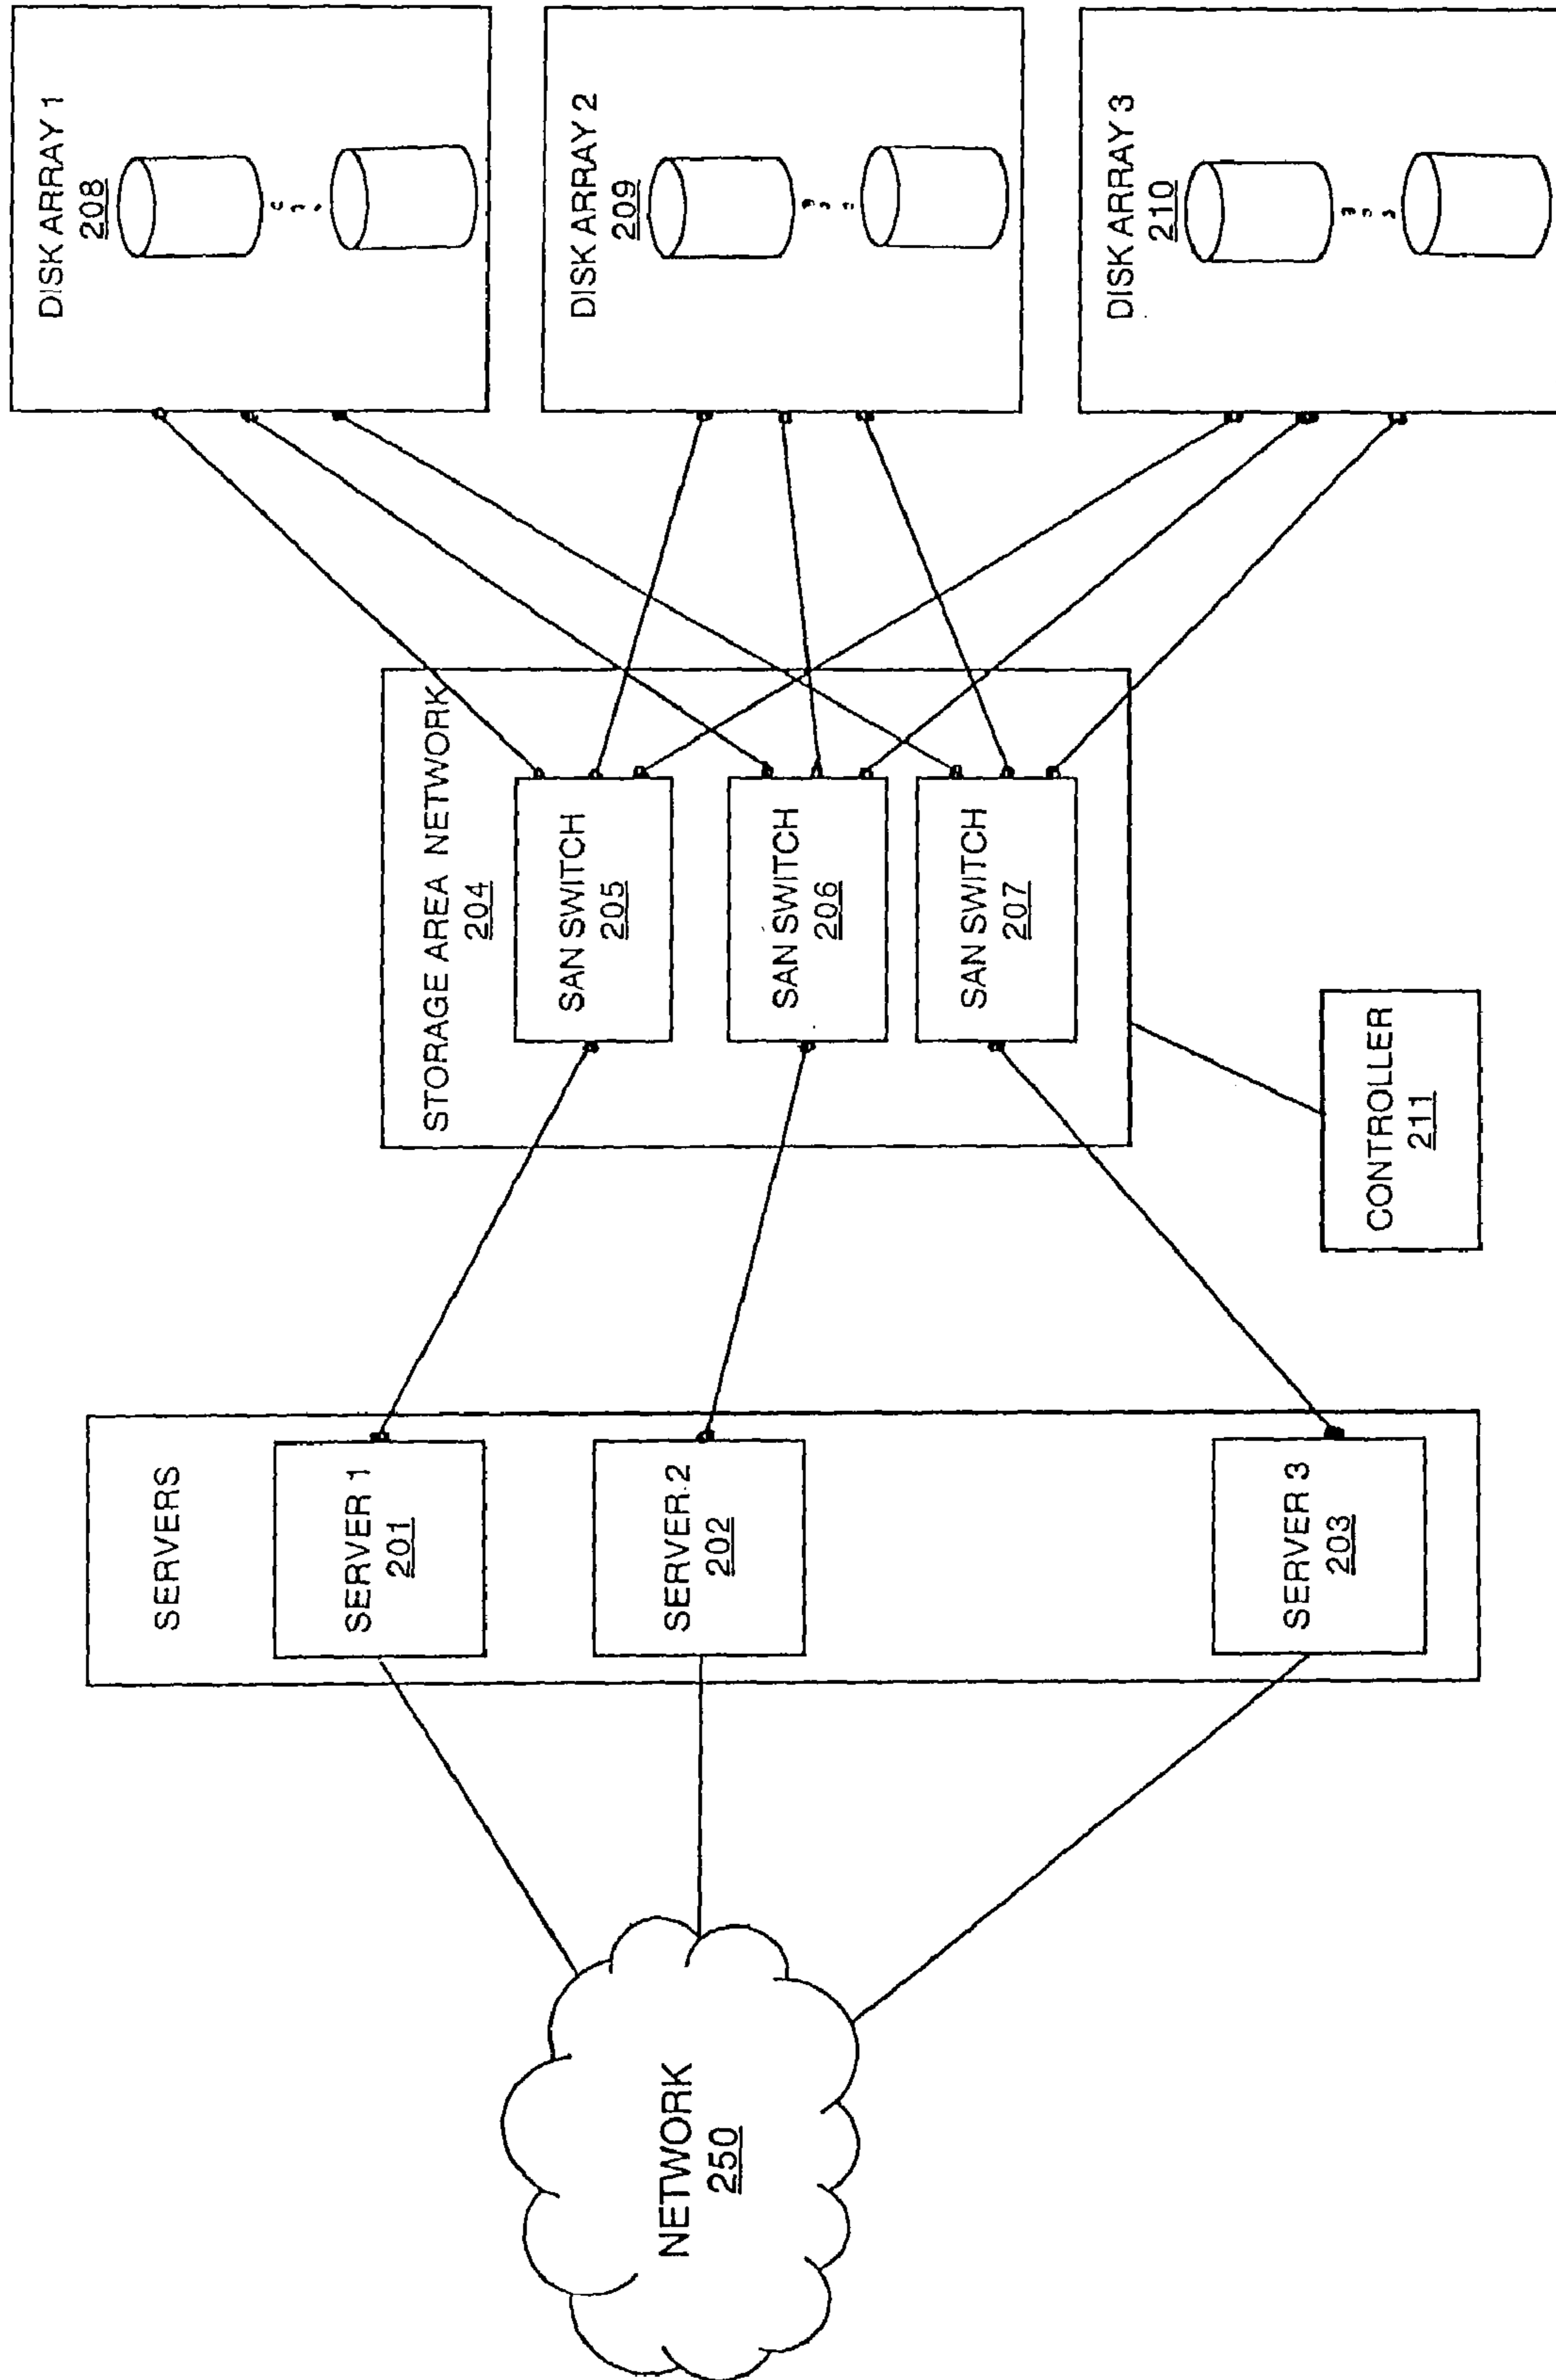 NETWORK
250
SERVERS
SERVER 1
201
SERVER 2
202
SERVER 3
203
STORAGE AREA NETWORK
204
SAN SWITCH
205
SAN SWITCH
206
SAN SWITCH
207
CONTROLLER
211
DISK ARRAY 1
208
DISK ARRAY 2
209
DISK ARRAY 3
210